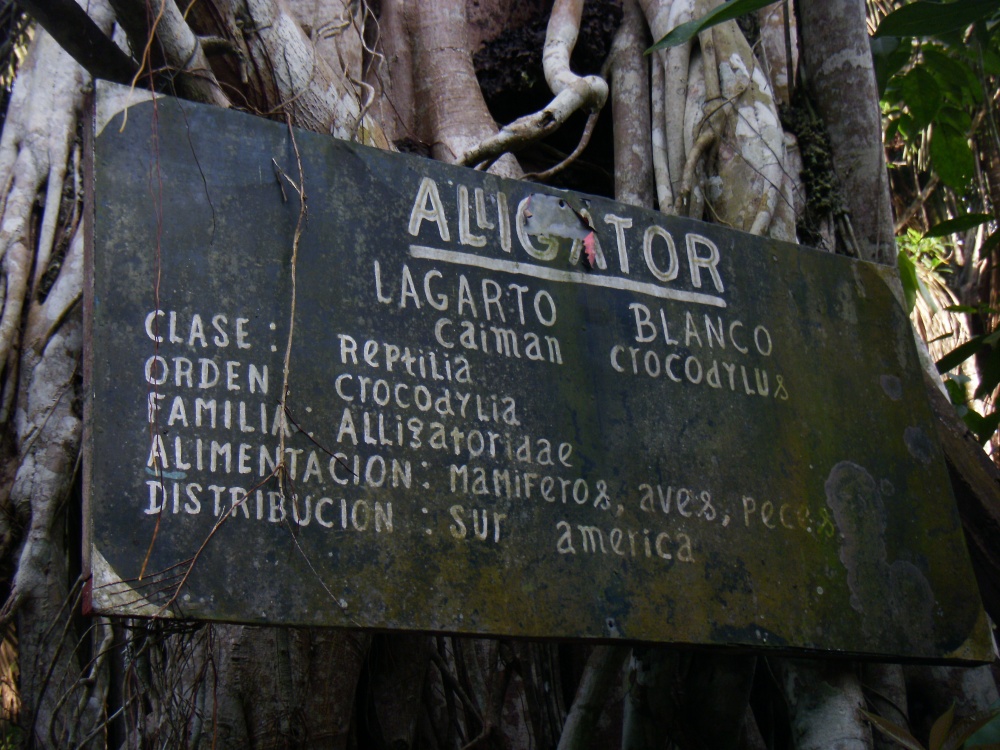 ALLIGATOR
LAGARTO BLANCO
Caiman CROCOdYLUS
CLASE: RePtiLia
ORDEN CROCOdYLia
FAMILIA: ALLiGatORidae
ALIMENTACION: MaMiFeROS, aves, PeCeS
DISTRIBUCION: SUR aMeRiCa